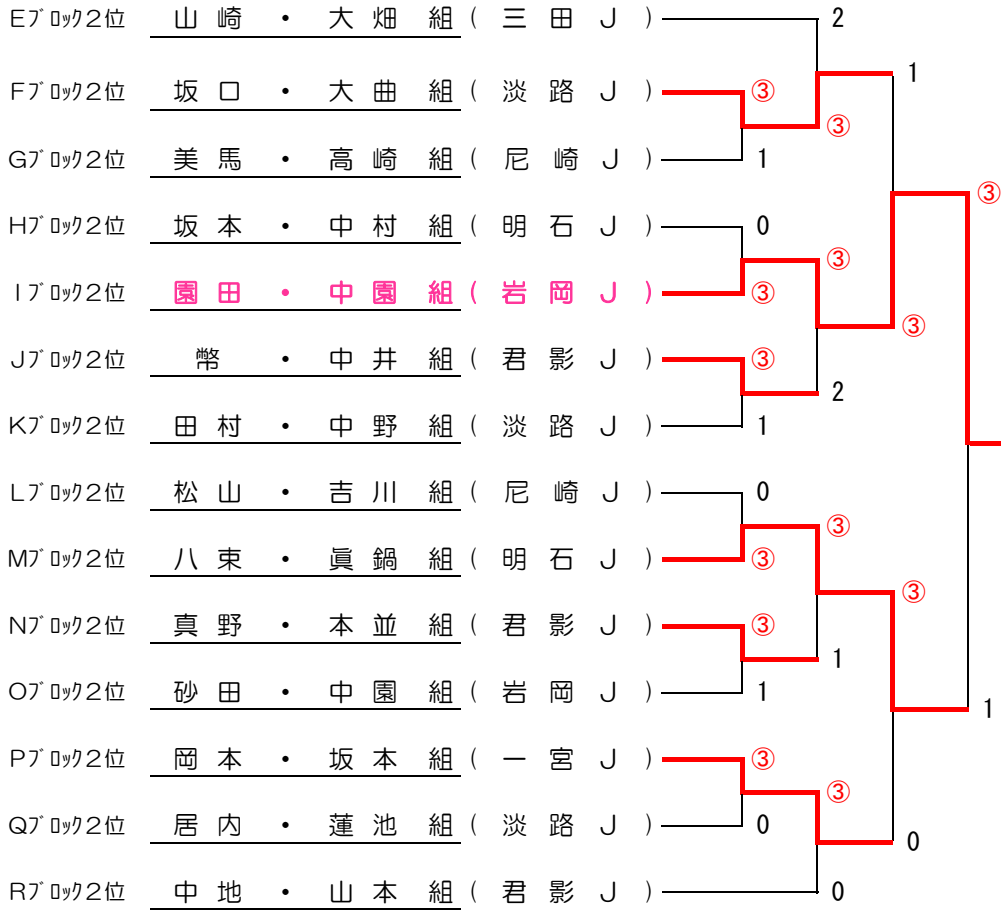 Eﾌﾞﾛｯｸ2位 山崎・大畑組(三田J) 2
1
Fﾌﾞﾛｯｸ2位 坂口・大曲組(淡路J) ③
③
Gﾌﾞﾛｯｸ2位 美馬・高崎組(尼崎J) 1
③
Hﾌﾞﾛｯｸ2位 坂本・中村組(明石J) 0
③
Iﾌﾞﾛｯｸ2位 園田・中園組(岩岡J) ③
③
Jﾌﾞﾛｯｸ2位 幣・中井組(君影J) ③
2
Kﾌﾞﾛｯｸ2位 田村・中野組(淡路J) 1
Lﾌﾞﾛｯｸ2位 松山・吉川組(尼崎J) 0
③
Mﾌﾞﾛｯｸ2位 八束・眞鍋組(明石J) ③
③
Nﾌﾞﾛｯｸ2位 真野・本並組(君影J) ③
1
Oﾌﾞﾛｯｸ2位 砂田・中園組(岩岡J) 1
1
Pﾌﾞﾛｯｸ2位 岡本・坂本組(一宮J) ③
③
Qﾌﾞﾛｯｸ2位 居内・蓮池組(淡路J) 0
0
Rﾌﾞﾛｯｸ2位 中地・山本組(君影J) 0